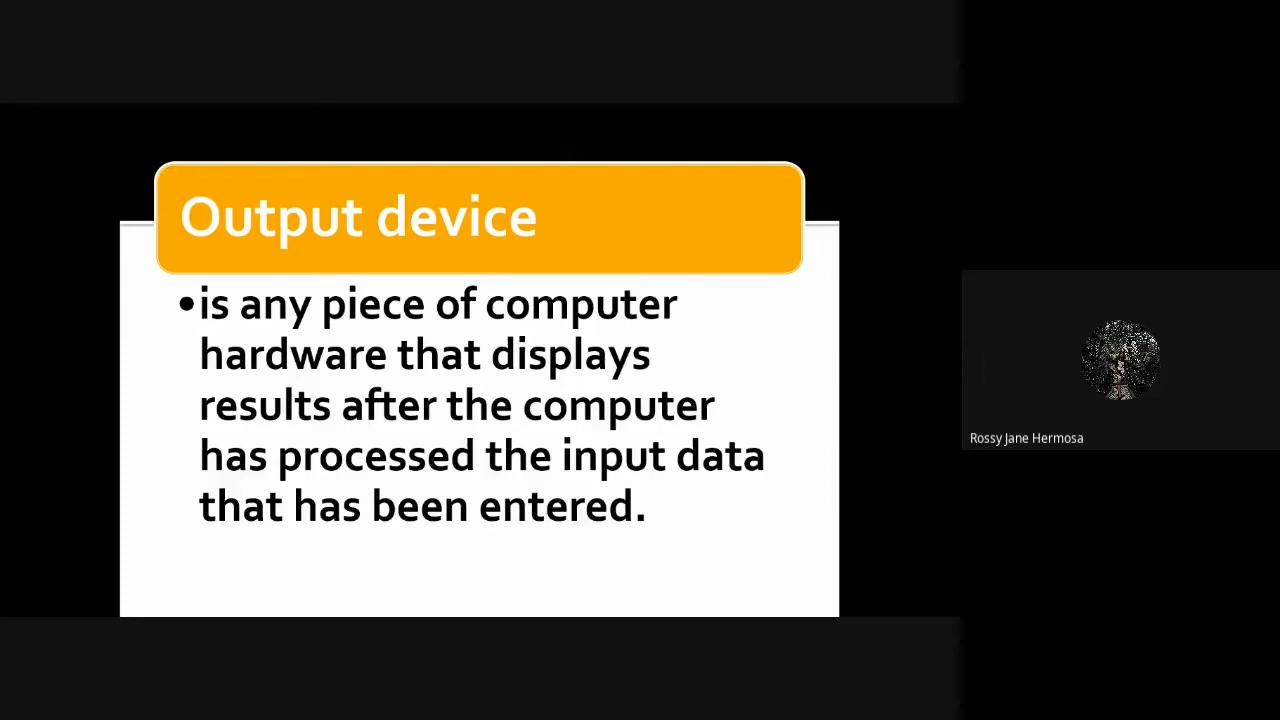 Output device
•is any piece of computer
hardware that displays
results after the computer
has processed the input data
that has been entered.
Rossy Jane Hermosa